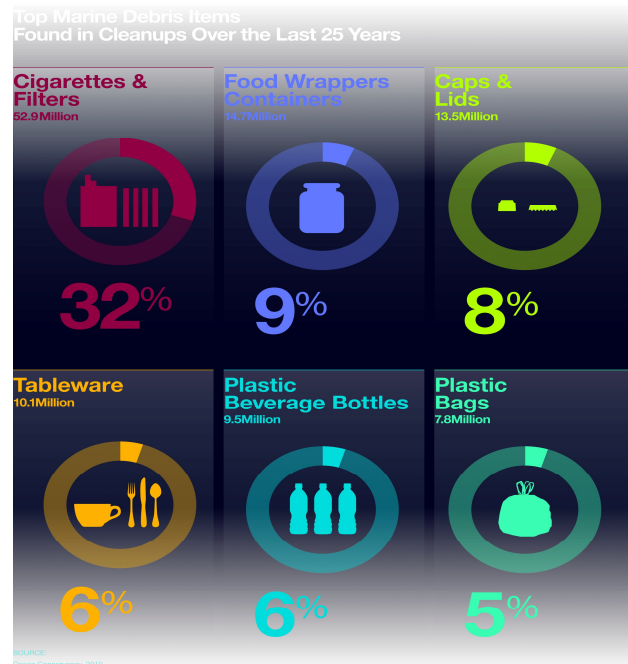 Top Marine Debris Items
Found in Cleanups Over the Last 25 Years
Cigarettes &
Filters
52.9Million
32%
Food Wrappers
Containers
14.7Million
9%
Caps &
Lids
13.5Million
8%
Tableware
10.1Million
6%
Plastic
Beverage Bottles
9.5Million
6%
Plastic
Bags
7.8Million
5%
SOURCE: